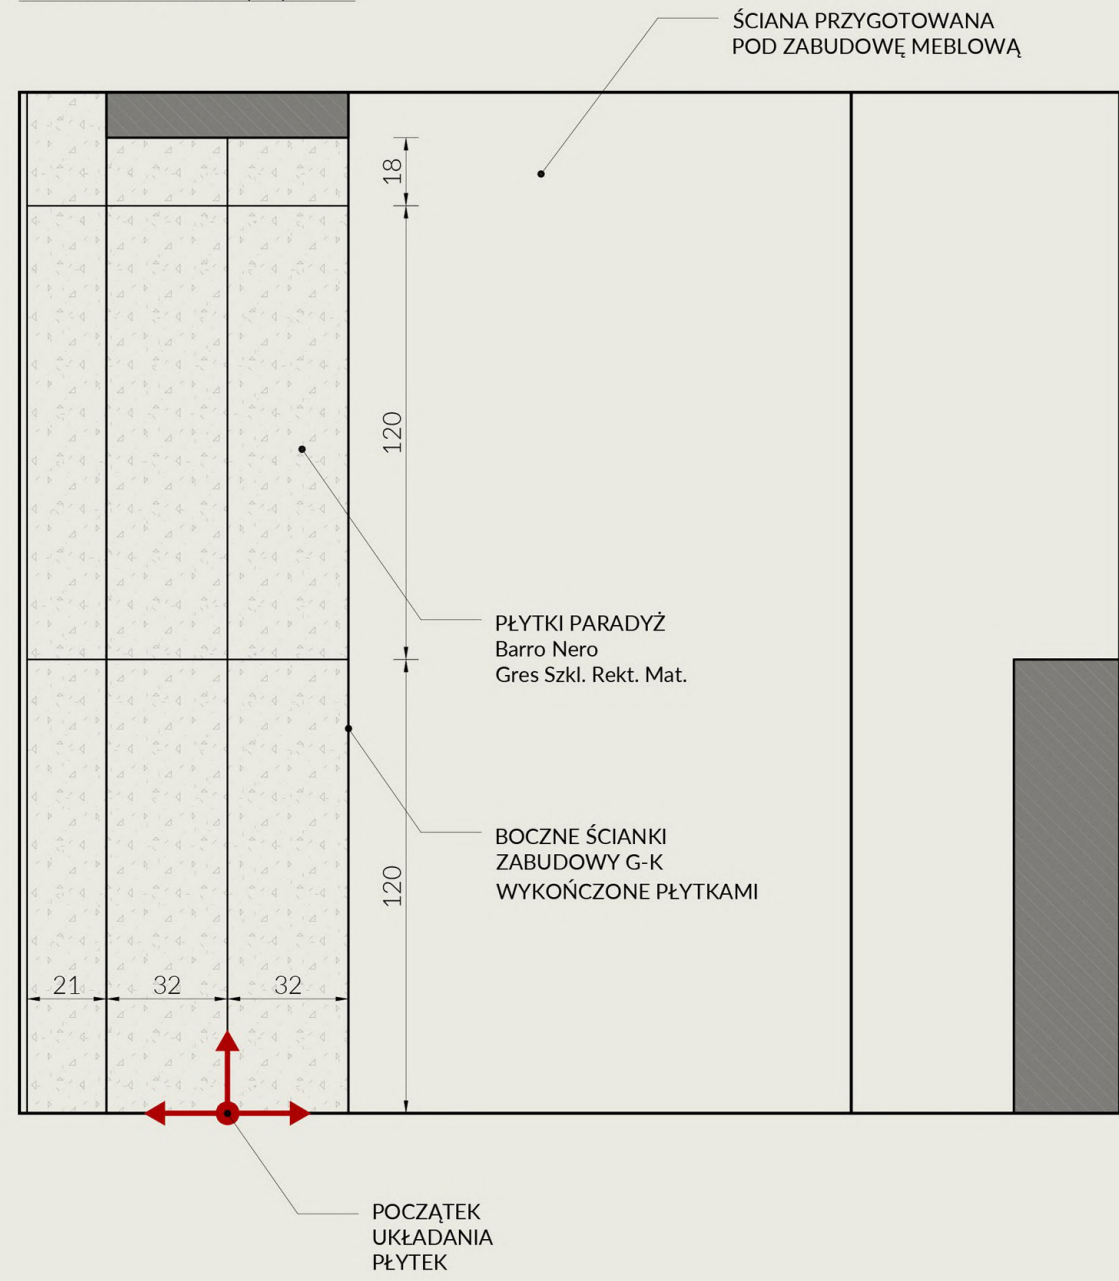 ŚCIANA PRZYGOTOWANA
POD ZABUDOWĘ MEBLOWĄ
18
120
PŁYTKI PARADYŻ
Barro Nero
Gres Szkl. Rekt. Mat.
BOCZNE ŚCIANKI
ZABUDOWY G-K
WYKOŃCZONE PŁYTKAMI
120
21 32 32
POCZĄTEK
UKŁADANIA
PŁYTEK